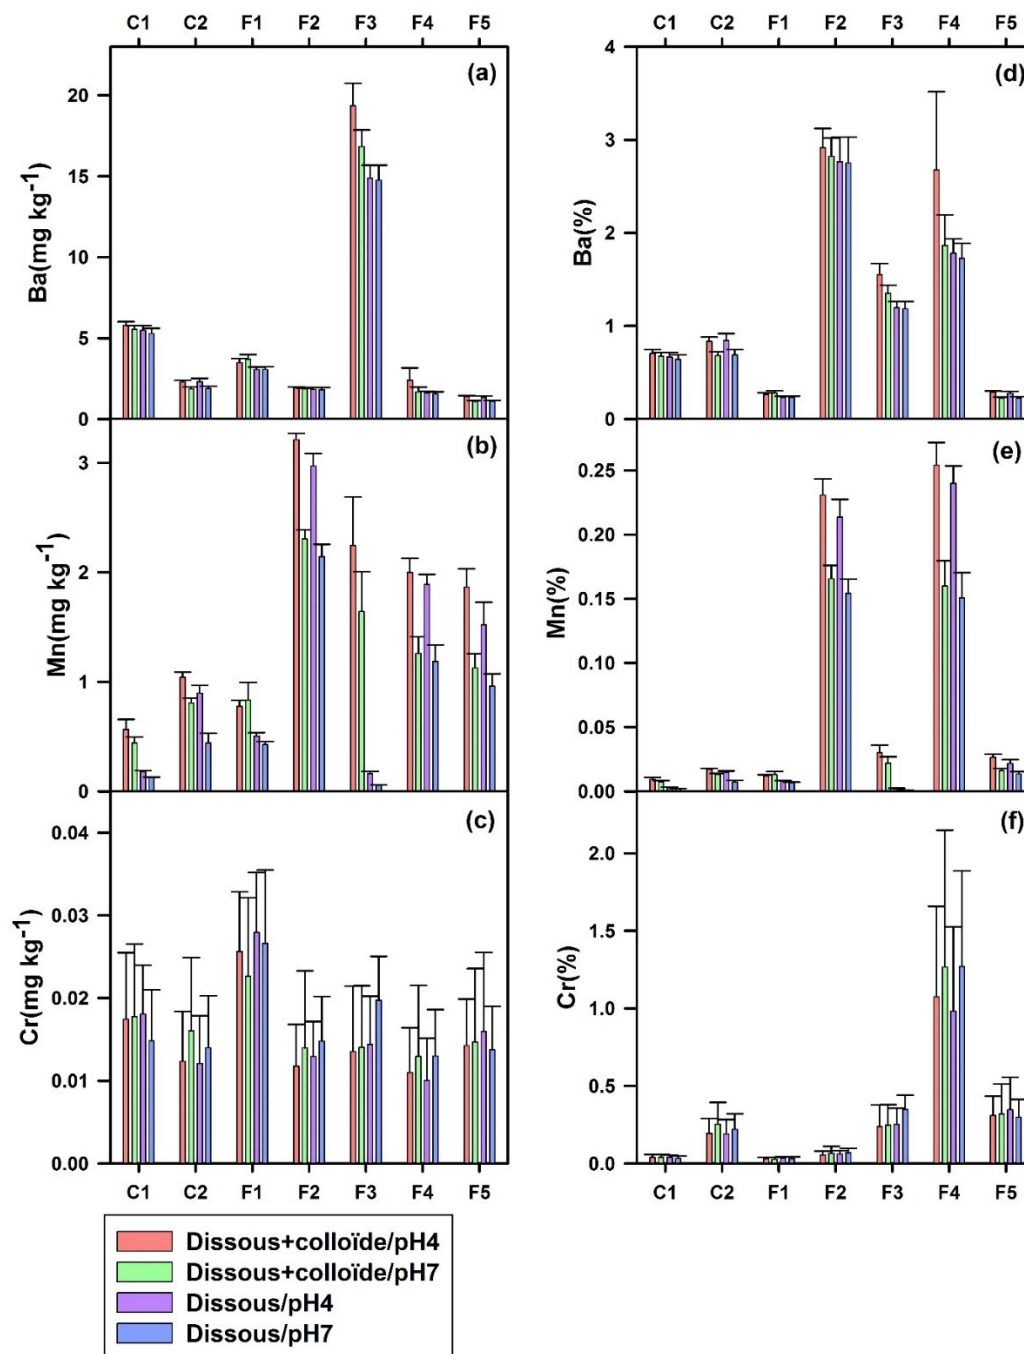 C1 C2 F1 F2 F3 F4 F5
C1 C2 F1 F2 F3 F4 F5
(a)
20
15
10
5
0
Ba(mg kg⁻¹)
(d)
4
3
2
1
0
Ba(%)
(b)
3
2
1
0
Mn(mg kg⁻¹)
(e)
0.25
0.20
0.15
0.10
0.05
0.00
Mn(%)
(c)
0.04
0.03
0.02
0.01
0.00
Cr(mg kg⁻¹)
(f)
2.0
1.5
1.0
0.5
0.0
Cr(%)
C1 C2 F1 F2 F3 F4 F5
C1 C2 F1 F2 F3 F4 F5
Dissous+colloïde/pH4
Dissous+colloïde/pH7
Dissous/pH4
Dissous/pH7